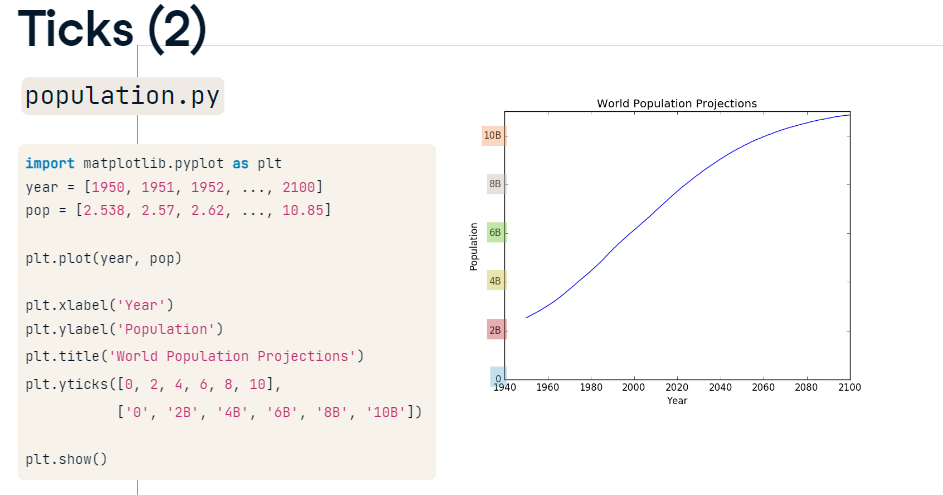 Ticks (2)
population.py
import matplotlib.pyplot as plt
year = [1950, 1951, 1952, ..., 2100]
pop = [2.538, 2.57, 2.62, ..., 10.85]
plt.plot(year, pop)
plt.xlabel('Year')
plt.ylabel('Population')
plt.title('World Population Projections')
plt.yticks([0, 2, 4, 6, 8, 10],
['0', '2B', '4B', '6B', '8B', '10B'])
plt.show()
World Population Projections
Population
10B
8B
6B
4B
2B
0
1940 1960 1980 2000 2020 2040 2060 2080 2100
Year